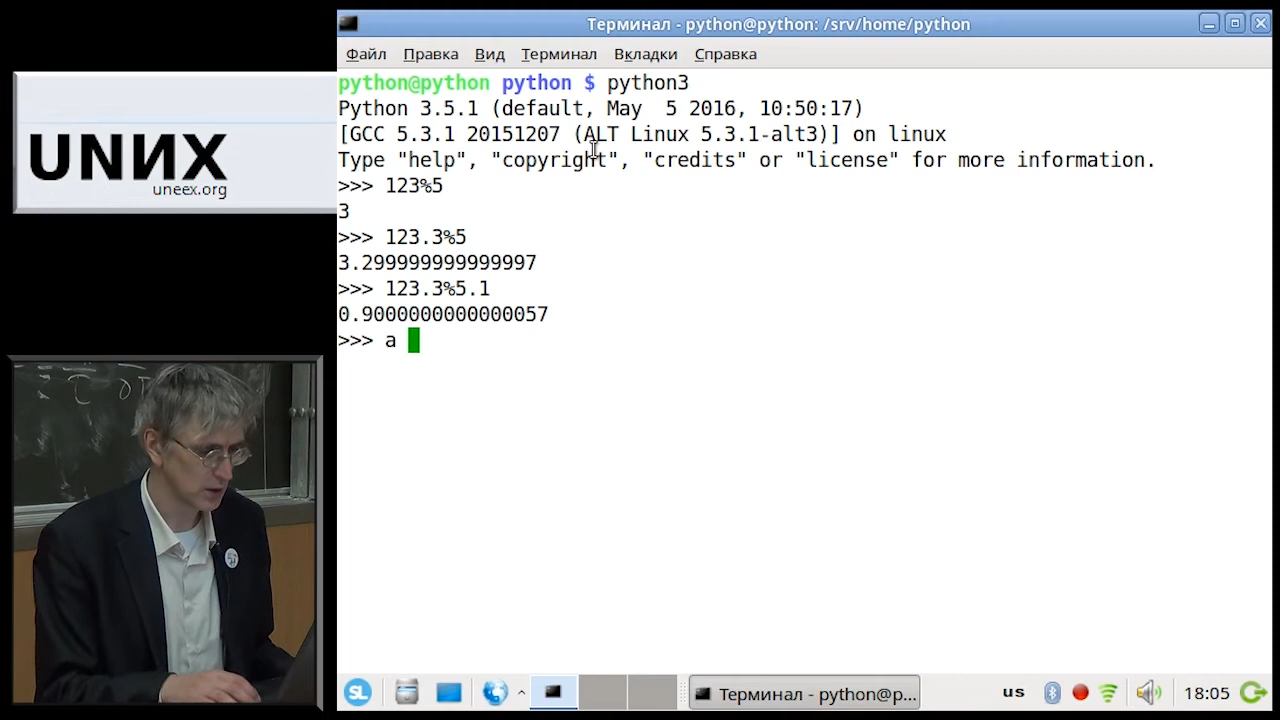 Терминал - python@python: /srv/home/python
Файл Правка Вид Терминал Вкладки Справка
python@python python $ python3
Python 3.5.1 (default, May  5 2016, 10:50:17)
[GCC 5.3.1 20151207 (ALT Linux 5.3.1-alt3)] on linux
Type "help", "copyright", "credits" or "license" for more information.
>>> 123%5
3
>>> 123.3%5
3.299999999999997
>>> 123.3%5.1
0.9000000000000057
>>> a
UNИX
uneex.org
SL
Терминал - python@p...
us
18:05